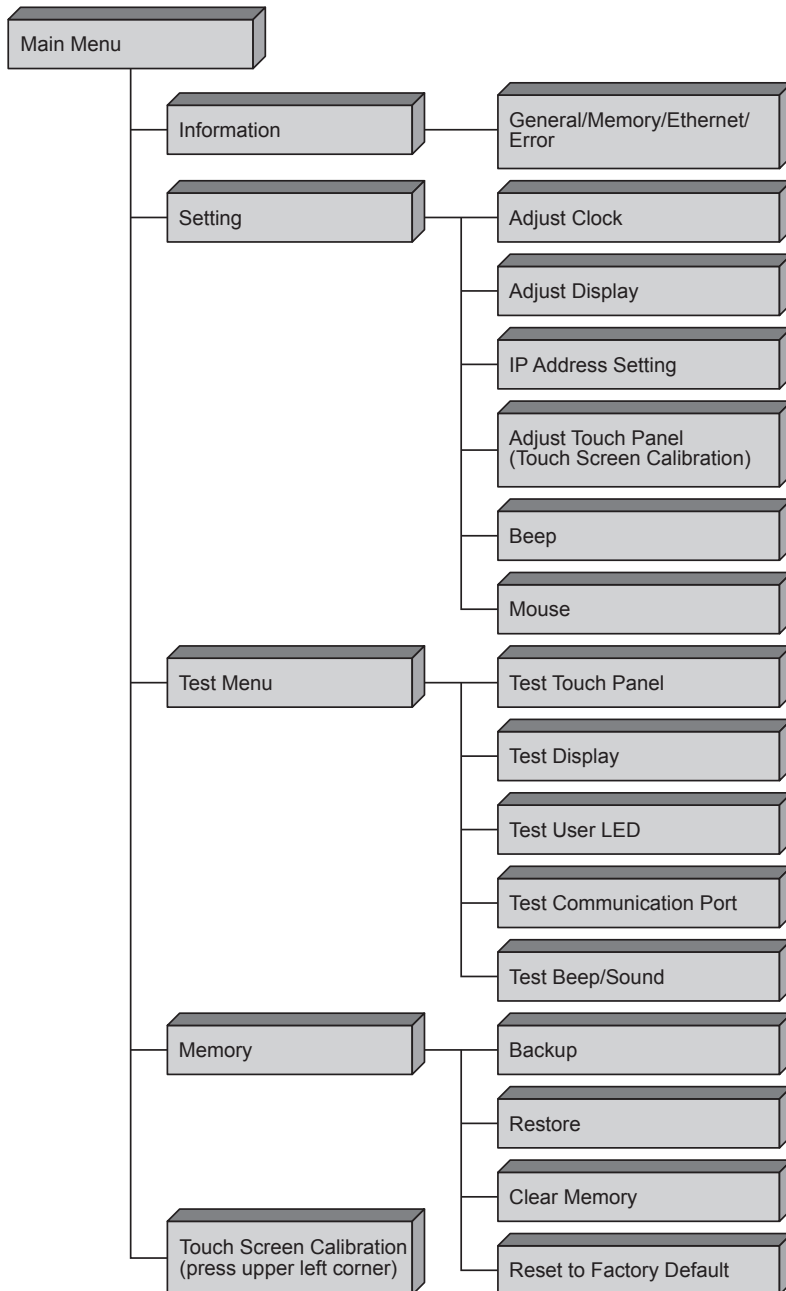 Main Menu
Information
General/Memory/Ethernet/
Error
Setting
Adjust Clock
Adjust Display
IP Address Setting
Adjust Touch Panel
(Touch Screen Calibration)
Beep
Mouse
Test Menu
Test Touch Panel
Test Display
Test User LED
Test Communication Port
Test Beep/Sound
Memory
Backup
Restore
Clear Memory
Reset to Factory Default
Touch Screen Calibration
(press upper left corner)